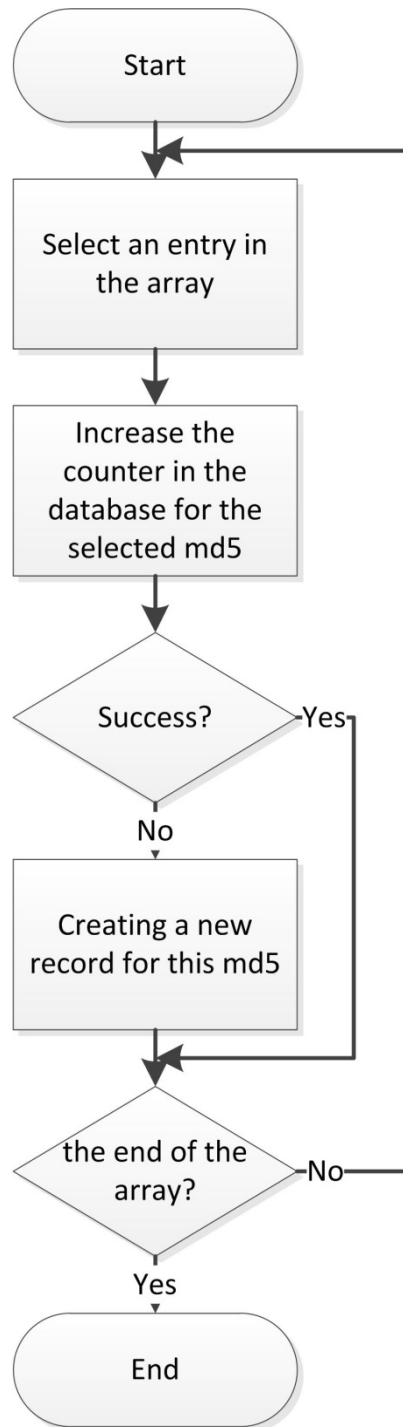 Start
Select an entry in
the array
Increase the
counter in the
database for the
selected md5
Success?
Yes
No
Creating a new
record for this md5
the end of the
array?
No
Yes
End